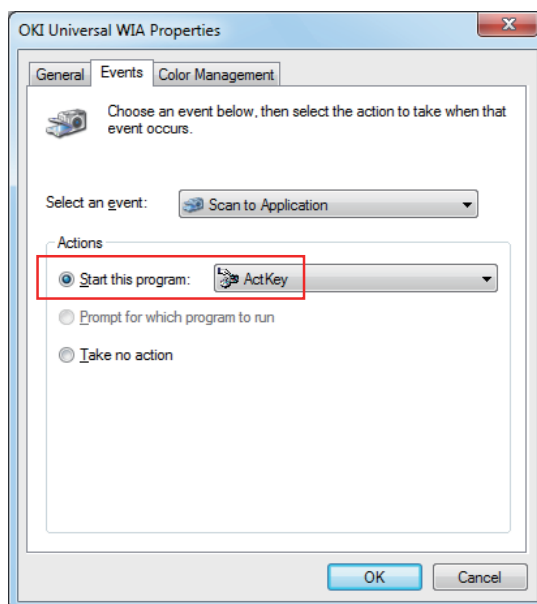 OKI Universal WIA Properties
General Events Color Management
Choose an event below, then select the action to take when that
event occurs.
Select an event: Scan to Application
Actions
Start this program: ActKey
Prompt for which program to run
Take no action
OK Cancel